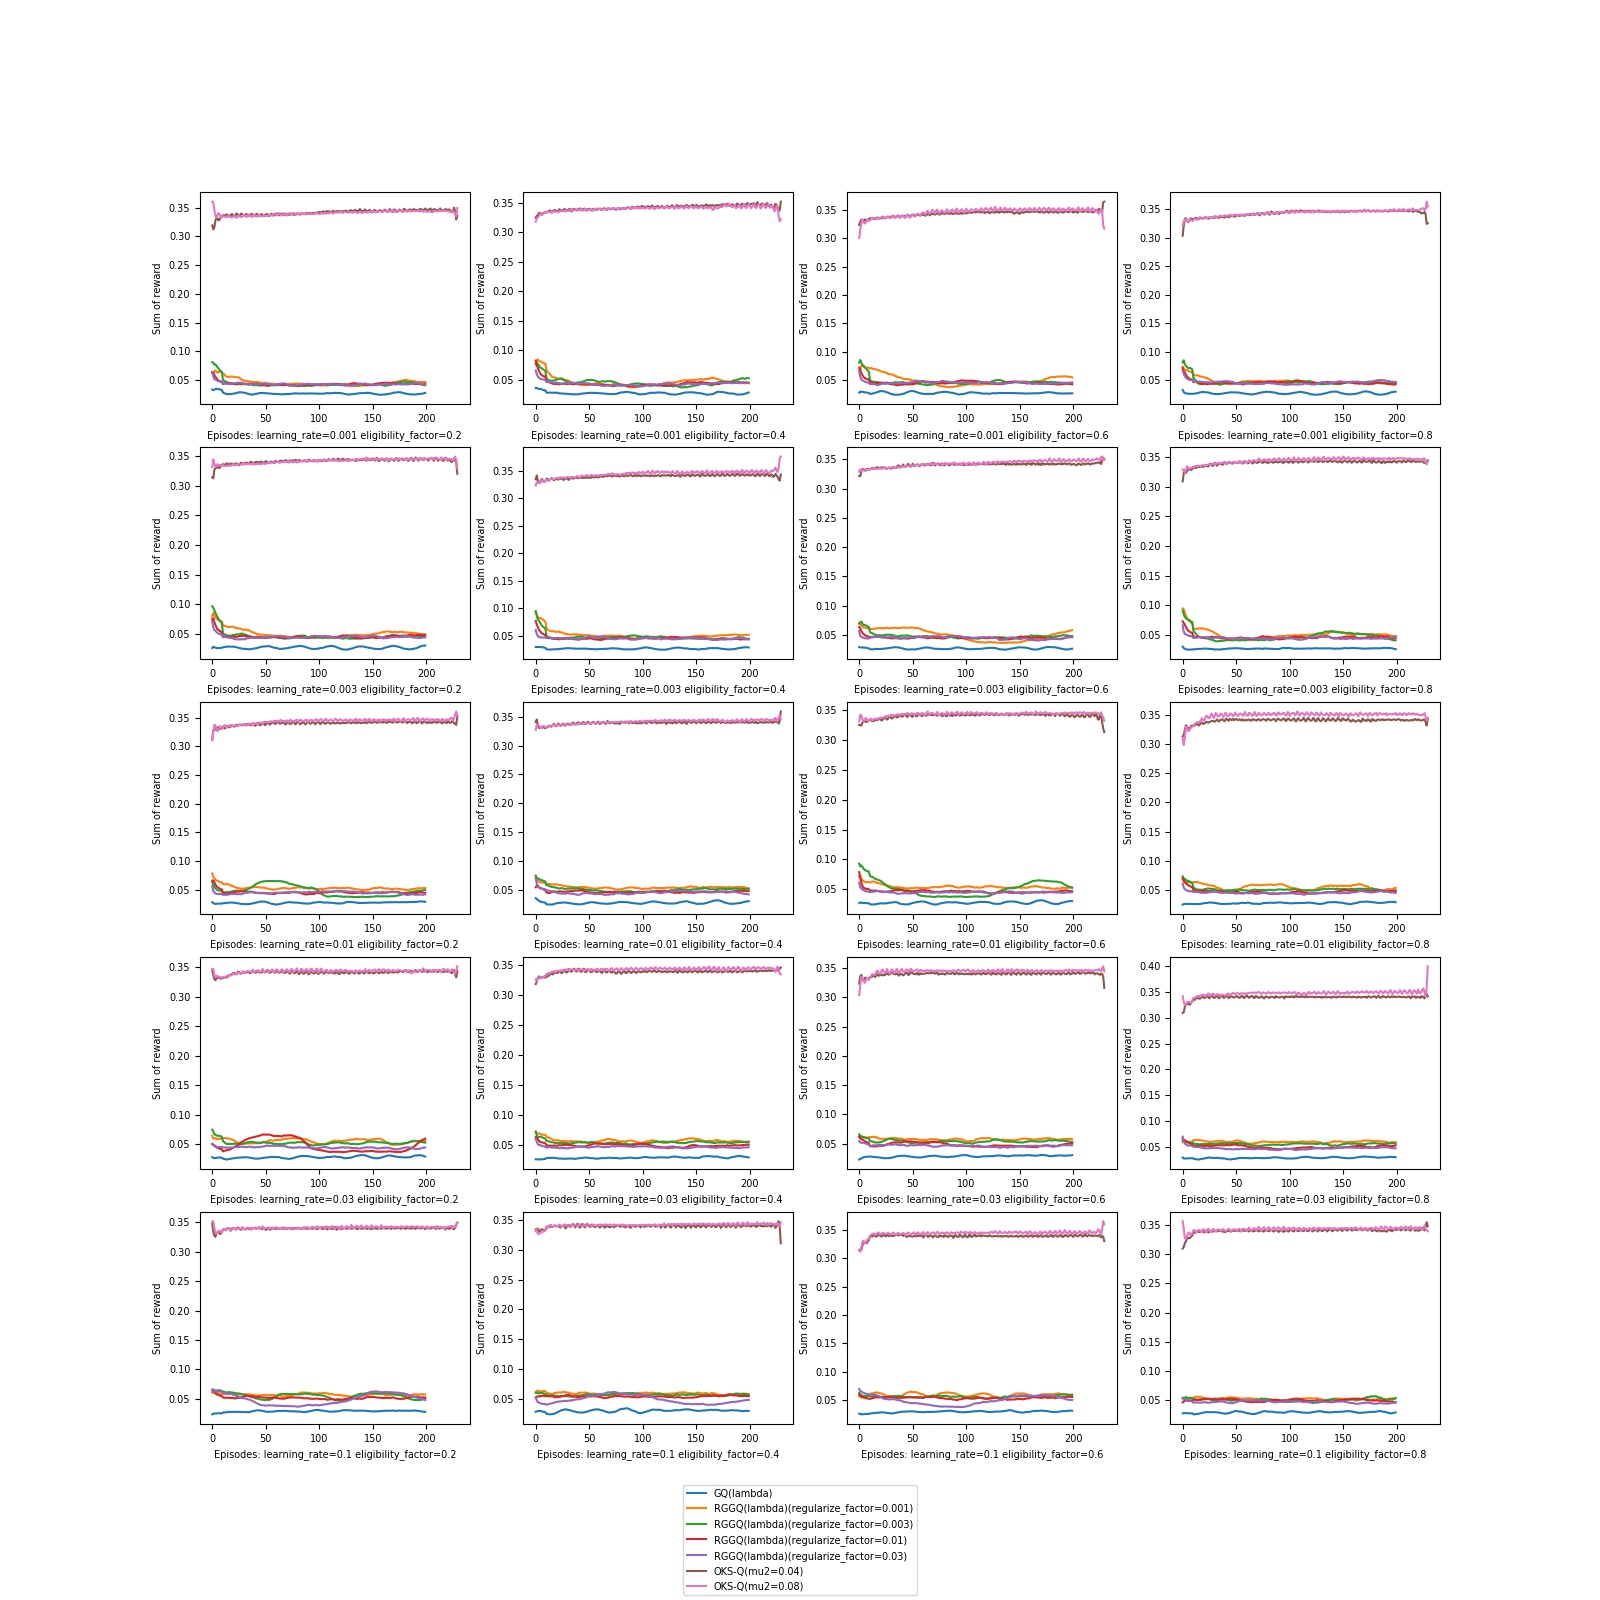 0.35 0.35 0.35 0.35
0.30 0.30 0.30 0.30
0.25 0.25 0.25 0.25
0.20 0.20 0.20 0.20
0.15 0.15 0.15 0.15
0.10 0.10 0.10 0.10
0.05 0.05 0.05 0.05
Sum of reward Sum of reward Sum of reward Sum of reward
0 50 100 150 200 0 50 100 150 200 0 50 100 150 200 0 50 100 150 200
Episodes: learning_rate=0.001 eligibility_factor=0.2 Episodes: learning_rate=0.001 eligibility_factor=0.4 Episodes: learning_rate=0.001 eligibility_factor=0.6 Episodes: learning_rate=0.001 eligibility_factor=0.8
0.35 0.35 0.35 0.35
0.30 0.30 0.30 0.30
0.25 0.25 0.25 0.25
0.20 0.20 0.20 0.20
0.15 0.15 0.15 0.15
0.10 0.10 0.10 0.10
0.05 0.05 0.05 0.05
Sum of reward Sum of reward Sum of reward Sum of reward
0 50 100 150 200 0 50 100 150 200 0 50 100 150 200 0 50 100 150 200
Episodes: learning_rate=0.003 eligibility_factor=0.2 Episodes: learning_rate=0.003 eligibility_factor=0.4 Episodes: learning_rate=0.003 eligibility_factor=0.6 Episodes: learning_rate=0.003 eligibility_factor=0.8
0.35 0.35 0.35 0.35
0.30 0.30 0.30 0.30
0.25 0.25 0.25 0.25
0.20 0.20 0.20 0.20
0.15 0.15 0.15 0.15
0.10 0.10 0.10 0.10
0.05 0.05 0.05 0.05
Sum of reward Sum of reward Sum of reward Sum of reward
0 50 100 150 200 0 50 100 150 200 0 50 100 150 200 0 50 100 150 200
Episodes: learning_rate=0.01 eligibility_factor=0.2 Episodes: learning_rate=0.01 eligibility_factor=0.4 Episodes: learning_rate=0.01 eligibility_factor=0.6 Episodes: learning_rate=0.01 eligibility_factor=0.8
0.35 0.35 0.35 0.40
0.30 0.30 0.30 0.35
0.25 0.25 0.25 0.30
0.20 0.20 0.20 0.25
0.15 0.15 0.15 0.20
0.10 0.10 0.10 0.15
0.05 0.05 0.05 0.10
0.05
Sum of reward Sum of reward Sum of reward Sum of reward
0 50 100 150 200 0 50 100 150 200 0 50 100 150 200 0 50 100 150 200
Episodes: learning_rate=0.03 eligibility_factor=0.2 Episodes: learning_rate=0.03 eligibility_factor=0.4 Episodes: learning_rate=0.03 eligibility_factor=0.6 Episodes: learning_rate=0.03 eligibility_factor=0.8
0.35 0.35 0.35 0.35
0.30 0.30 0.30 0.30
0.25 0.25 0.25 0.25
0.20 0.20 0.20 0.20
0.15 0.15 0.15 0.15
0.10 0.10 0.10 0.10
0.05 0.05 0.05 0.05
Sum of reward Sum of reward Sum of reward Sum of reward
0 50 100 150 200 0 50 100 150 200 0 50 100 150 200 0 50 100 150 200
Episodes: learning_rate=0.1 eligibility_factor=0.2 Episodes: learning_rate=0.1 eligibility_factor=0.4 Episodes: learning_rate=0.1 eligibility_factor=0.6 Episodes: learning_rate=0.1 eligibility_factor=0.8
GQ(lambda)
RGGQ(lambda)(regularize_factor=0.001)
RGGQ(lambda)(regularize_factor=0.003)
RGGQ(lambda)(regularize_factor=0.01)
RGGQ(lambda)(regularize_factor=0.03)
OKS-Q(mu2=0.04)
OKS-Q(mu2=0.08)